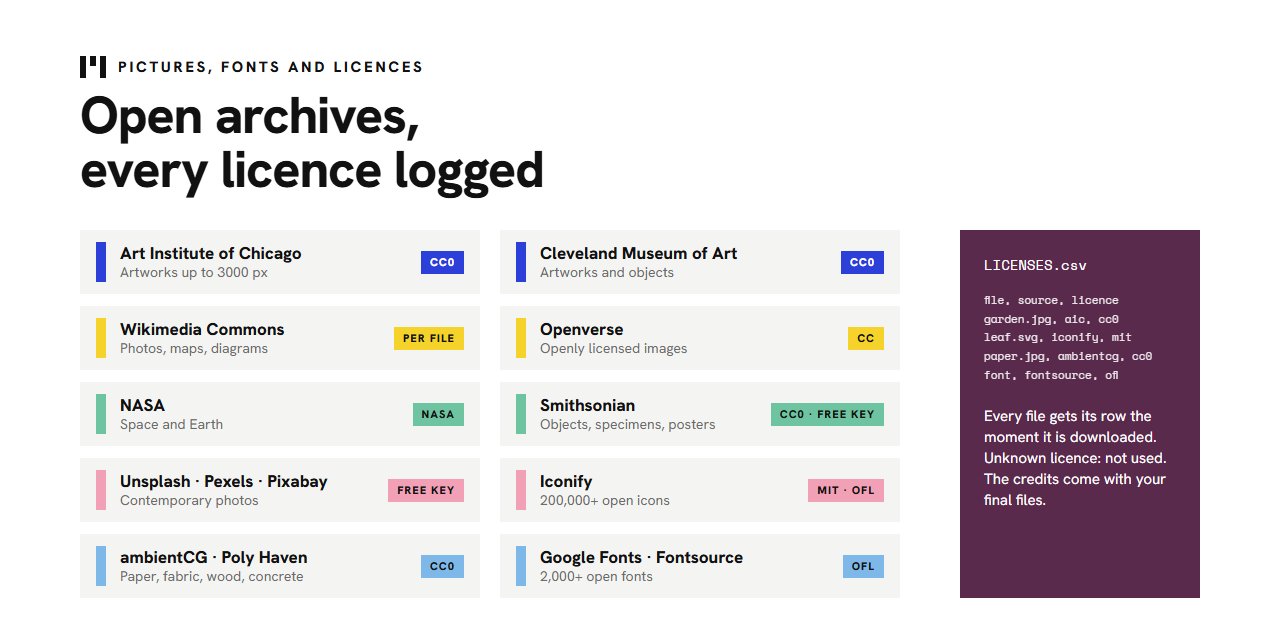 PICTURES, FONTS AND LICENCES
Open archives,
every licence logged
Art Institute of Chicago
Artworks up to 3000 px
CC0
Cleveland Museum of Art
Artworks and objects
CC0
Wikimedia Commons
Photos, maps, diagrams
PER FILE
Openverse
Openly licensed images
CC
NASA
Space and Earth
NASA
Smithsonian
Objects, specimens, posters
CC0 · FREE KEY
Unsplash · Pexels · Pixabay
Contemporary photos
FREE KEY
Iconify
200,000+ open icons
MIT · OFL
ambientCG · Poly Haven
Paper, fabric, wood, concrete
CC0
Google Fonts · Fontsource
2,000+ open fonts
OFL
LICENSES.csv
file, source, licence
garden.jpg, aic, cc0
leaf.svg, iconify, mit
paper.jpg, ambientcg, cc0
font, fontsource, ofl
Every file gets its row the
moment it is downloaded.
Unknown licence: not used.
The credits come with your
final files.